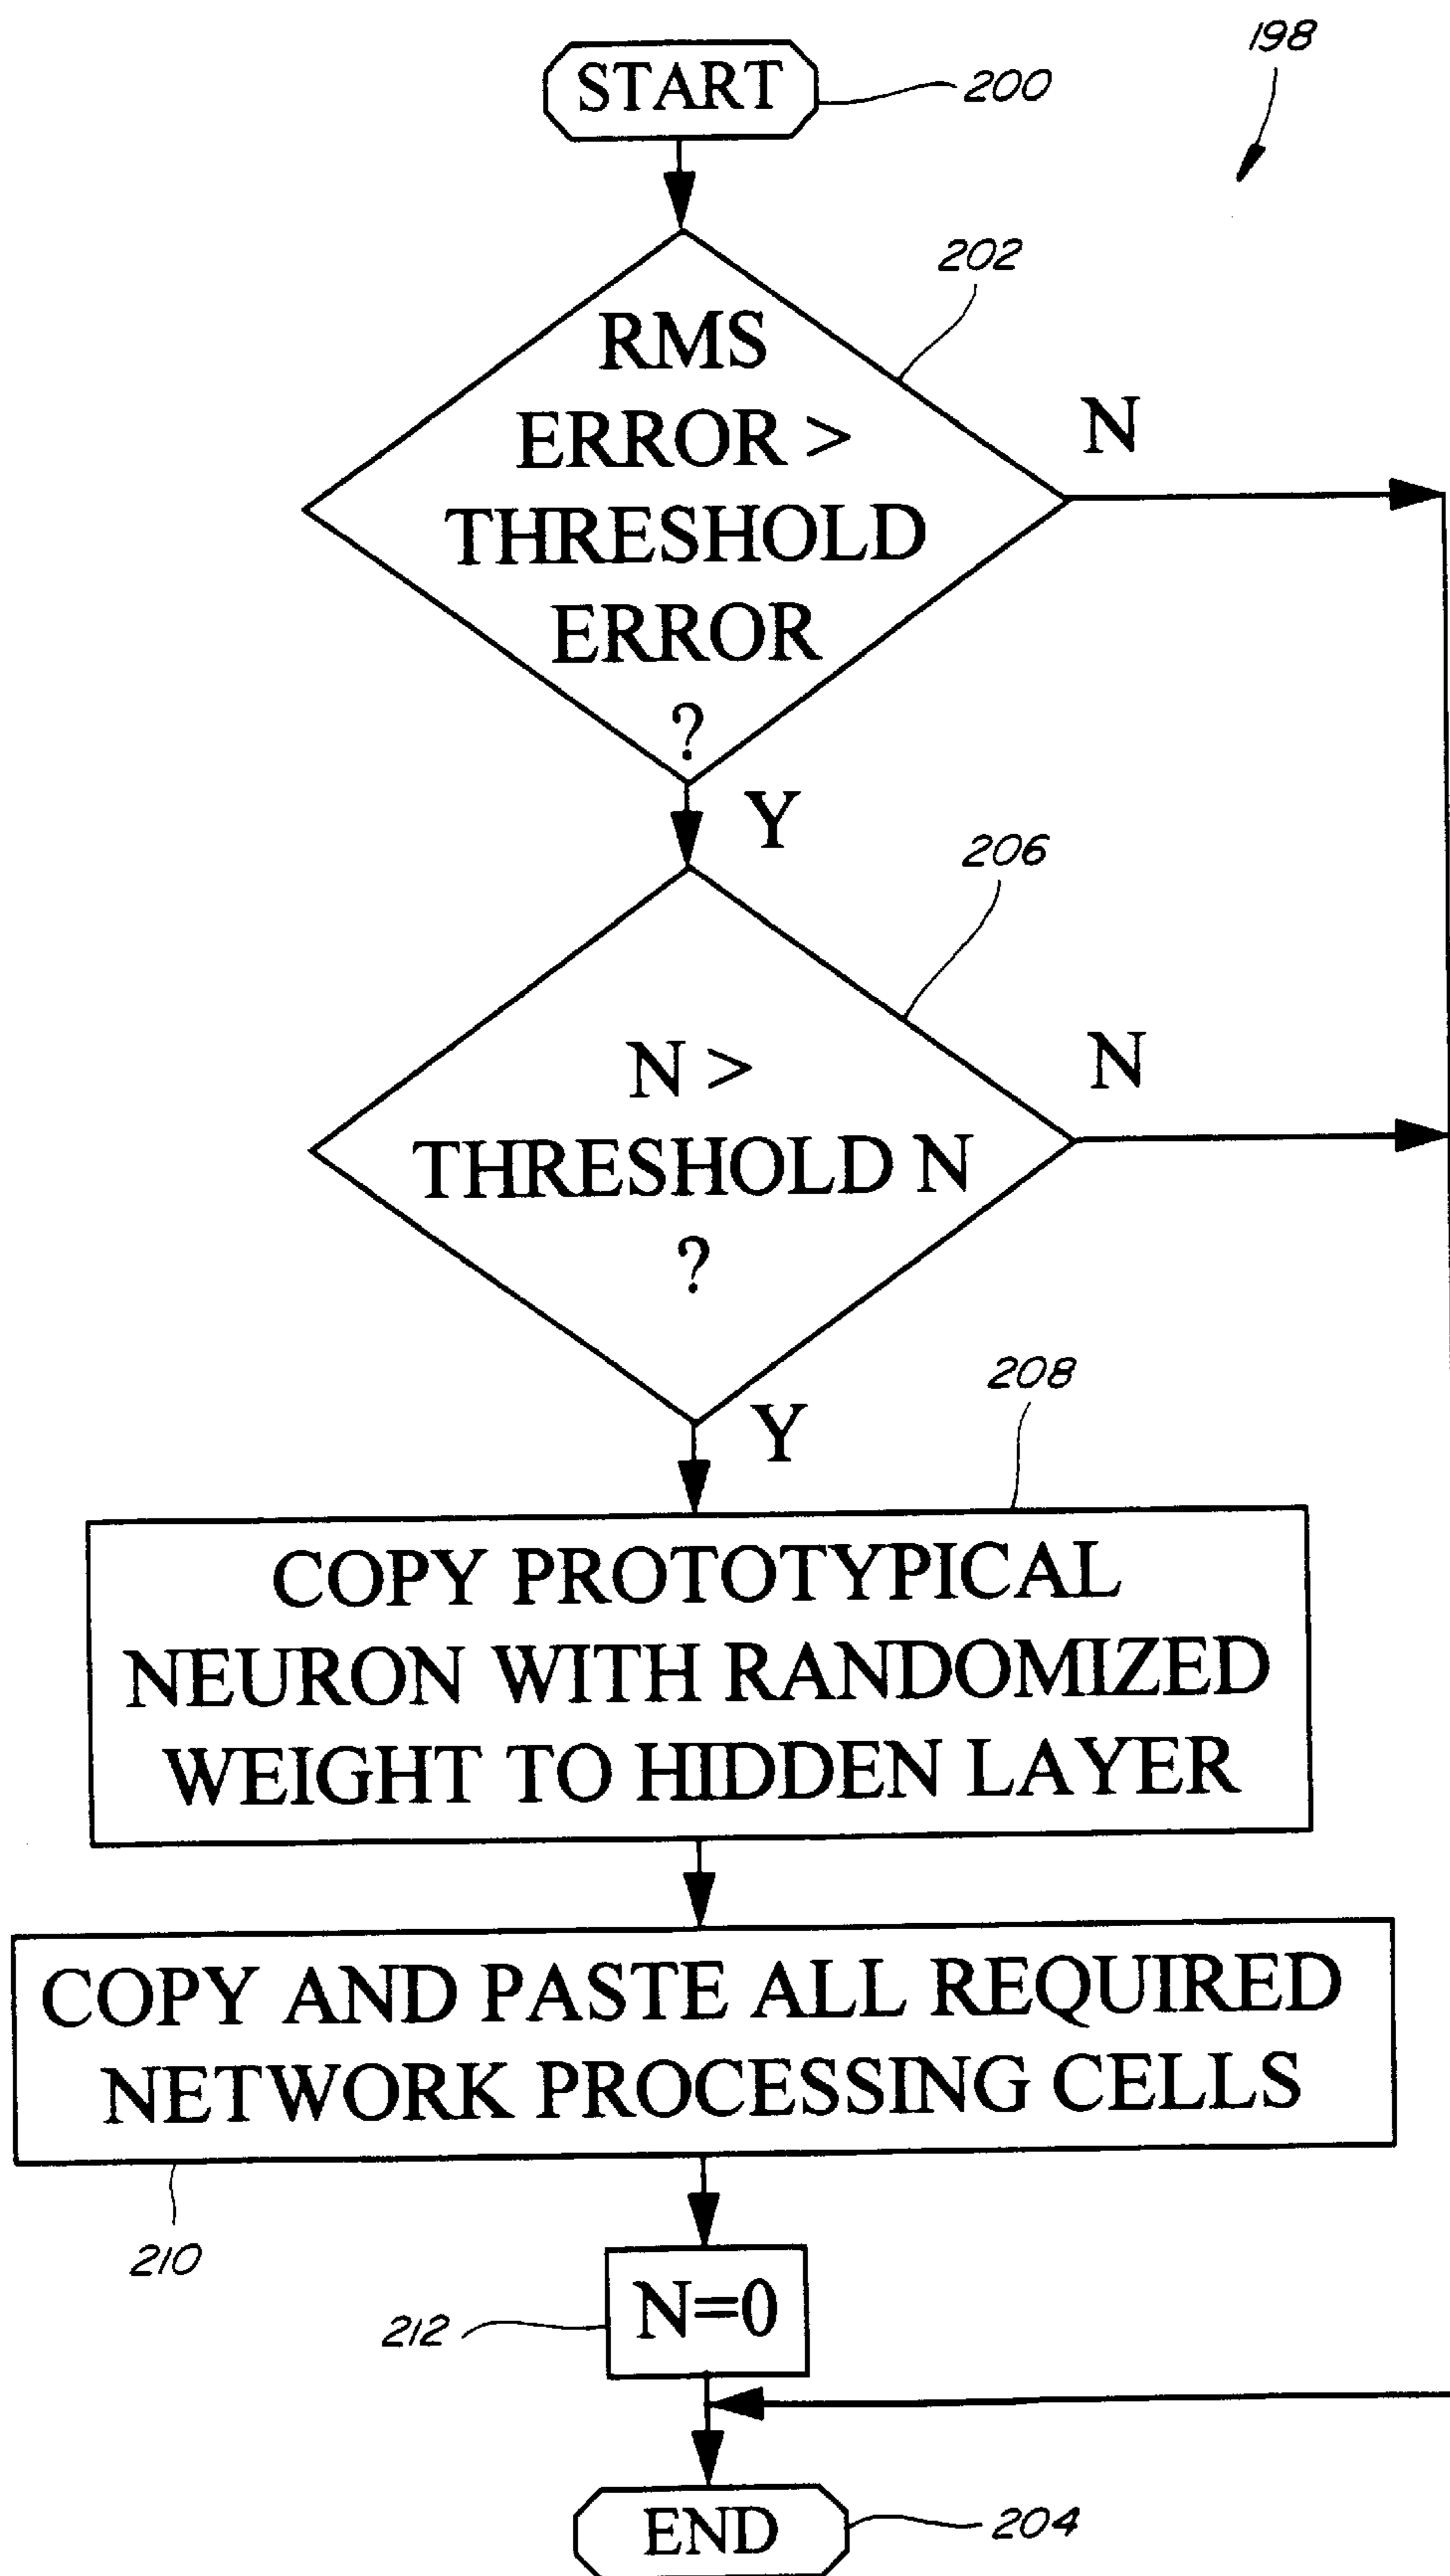 198
START
200
202
RMS
ERROR >
THRESHOLD
ERROR
?
N
Y
206
N >
THRESHOLD N
?
N
Y
208
COPY PROTOTYPICAL
NEURON WITH RANDOMIZED
WEIGHT TO HIDDEN LAYER
COPY AND PASTE ALL REQUIRED
NETWORK PROCESSING CELLS
210
N=0
212
END
204